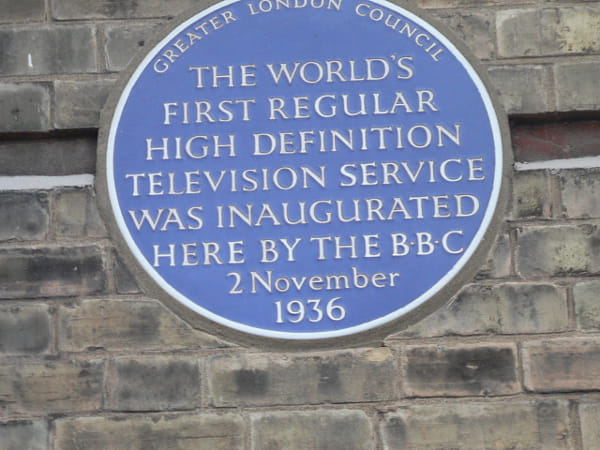 GREATER LONDON COUNCIL
THE WORLD'S
FIRST REGULAR
HIGH DEFINITION
TELEVISION SERVICE
WAS INAUGURATED
HERE BY THE B·B·C
2 November
1936